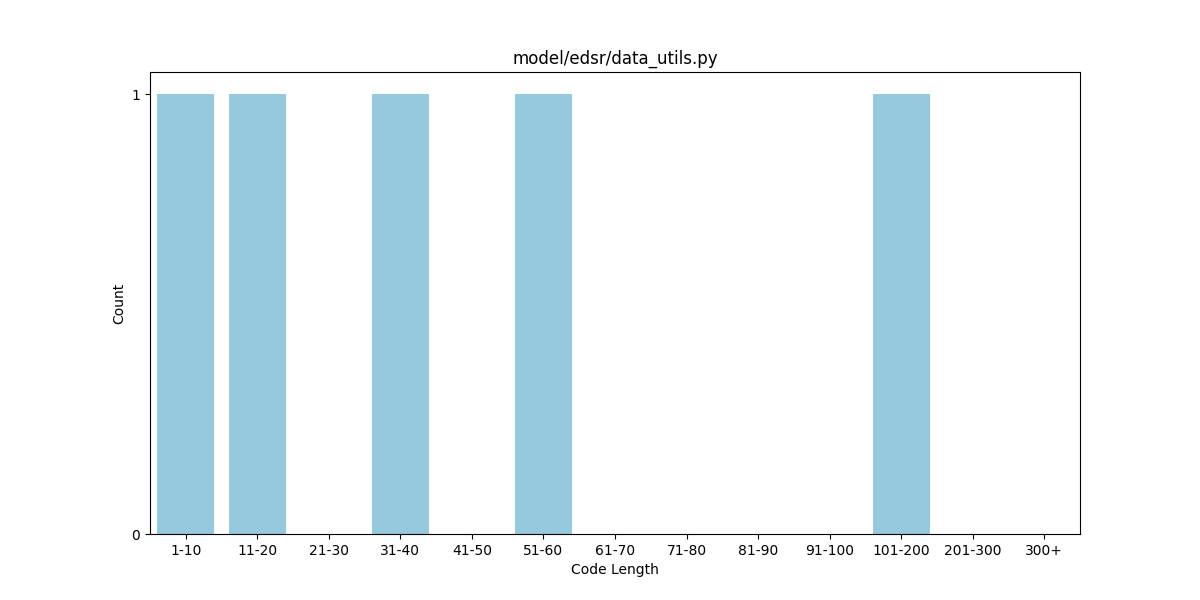 model/edsr/data_utils.py
1
0
Count
1-10 11-20 21-30 31-40 41-50 51-60 61-70 71-80 81-90 91-100 101-200 201-300 300+
Code Length